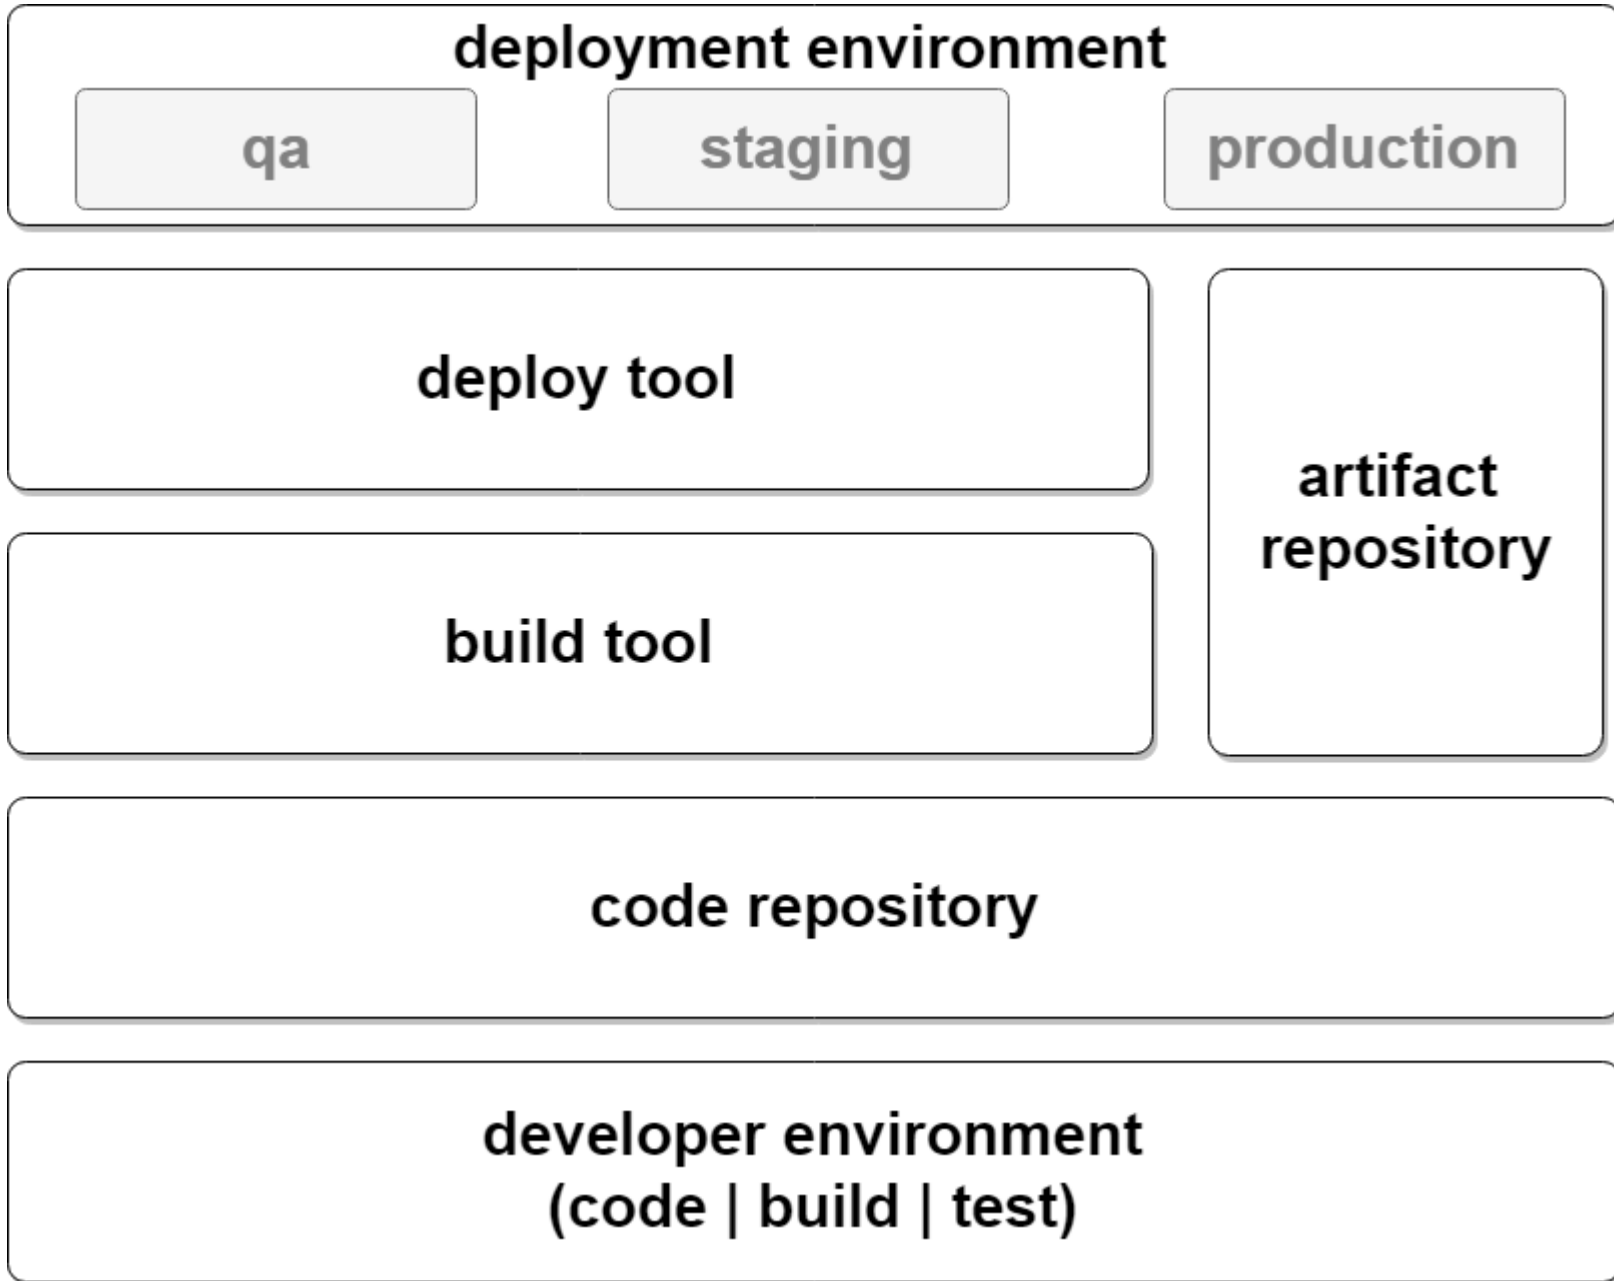 deployment environment
qa
staging
production
deploy tool
artifact
repository
build tool
code repository
developer environment
(code | build | test)